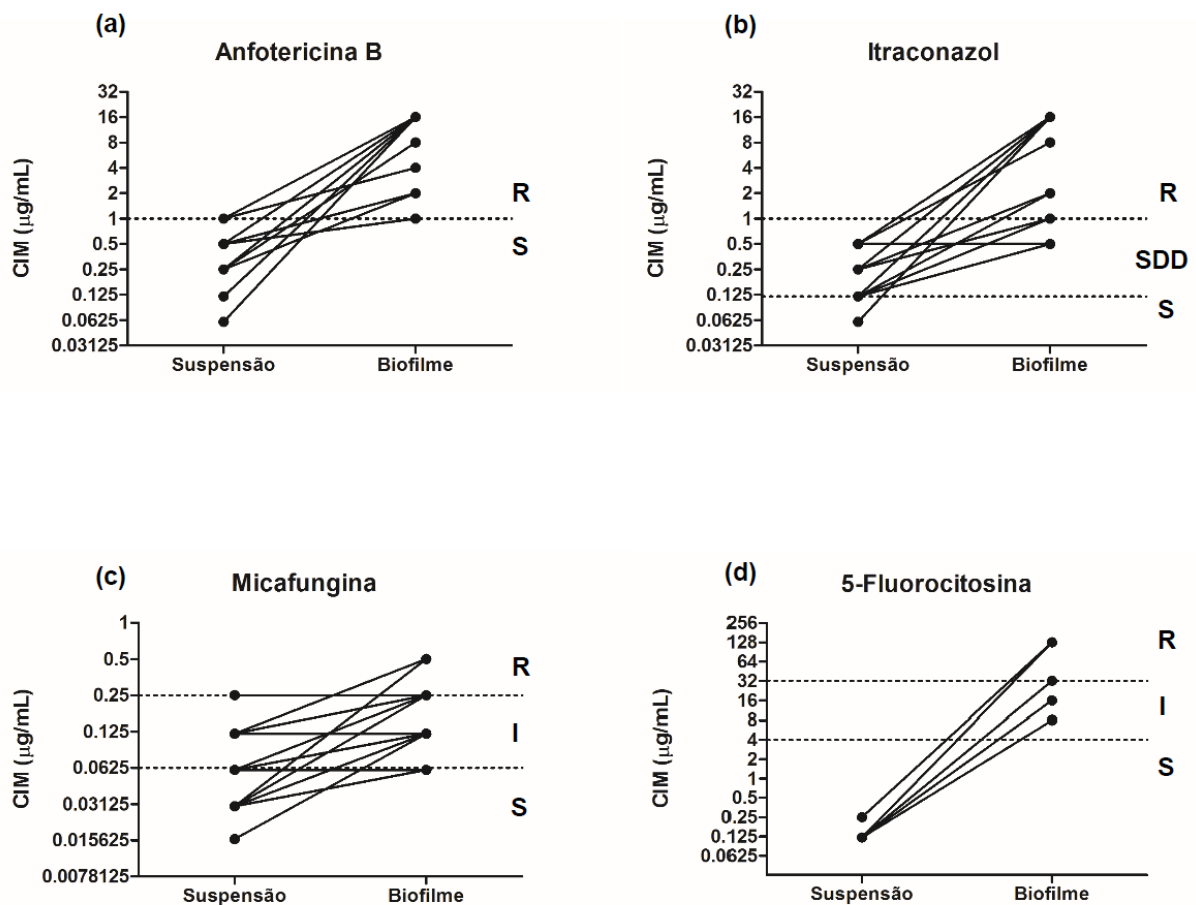 (a)
Anfotericina B
CIM (µg/mL)
32
16
8
4
2
1
0.5
0.25
0.125
0.0625
0.03125
R
S
Suspensão
Biofilme
(b)
Itraconazol
CIM (µg/mL)
32
16
8
4
2
1
0.5
0.25
0.125
0.0625
0.03125
R
SDD
S
Suspensão
Biofilme
(c)
Micafungina
CIM (µg/mL)
1
0.5
0.25
0.125
0.0625
0.03125
0.015625
0.0078125
R
I
S
Suspensão
Biofilme
(d)
5-Fluorocitosina
CIM (µg/mL)
256
128
64
32
16
8
4
2
1
0.5
0.25
0.125
0.0625
R
I
S
Suspensão
Biofilme